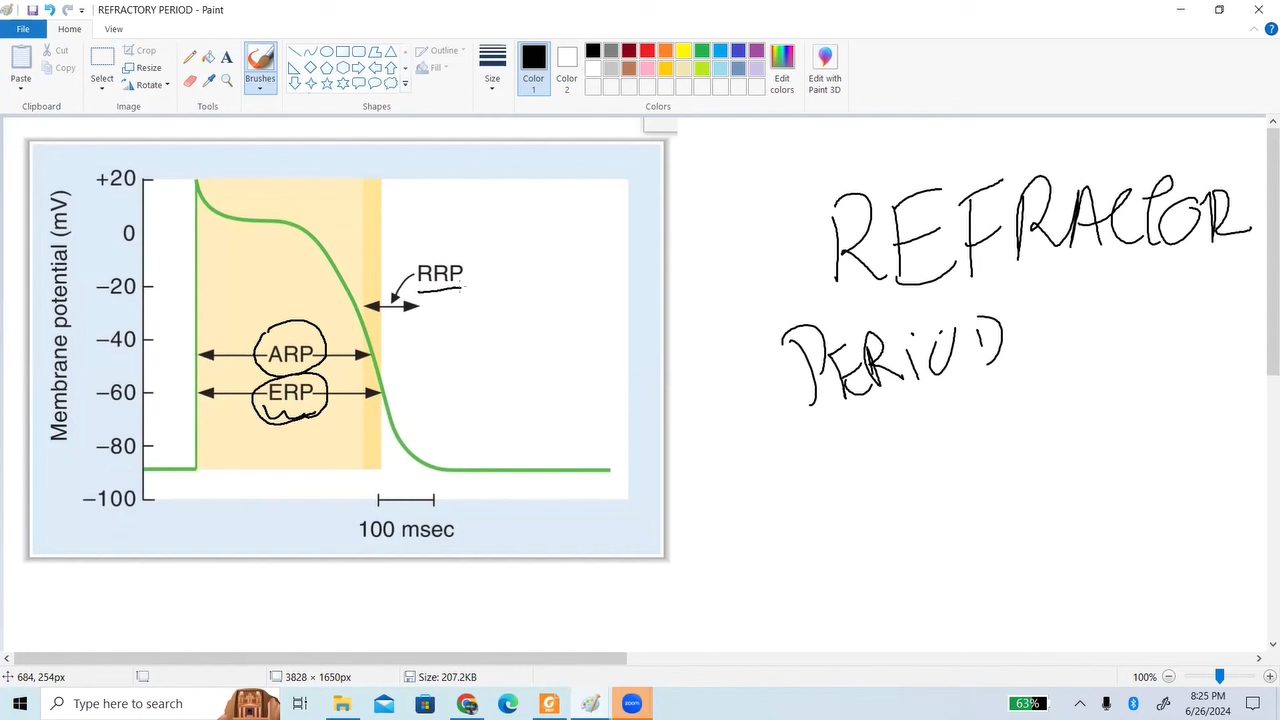 REFRACTORY PERIOD - Paint
File Home View
Paste
Cut
Copy
Clipboard
Select
Crop
Resize
Rotate
Image
A
Tools
Brushes
Shapes
Outline
Fill
Size
Color
1
Color
2
Colors
Edit
colors
Edit with
Paint 3D
Membrane potential (mV)
+20
0
−20
−40
−60
−80
−100
RRP
ARP
ERP
100 msec
REFRACTOR
PERIOD
684, 254px
3828 × 1650px
Size: 207.2KB
100%
Type here to search
zoom
63%
8:25 PM
6/26/2024